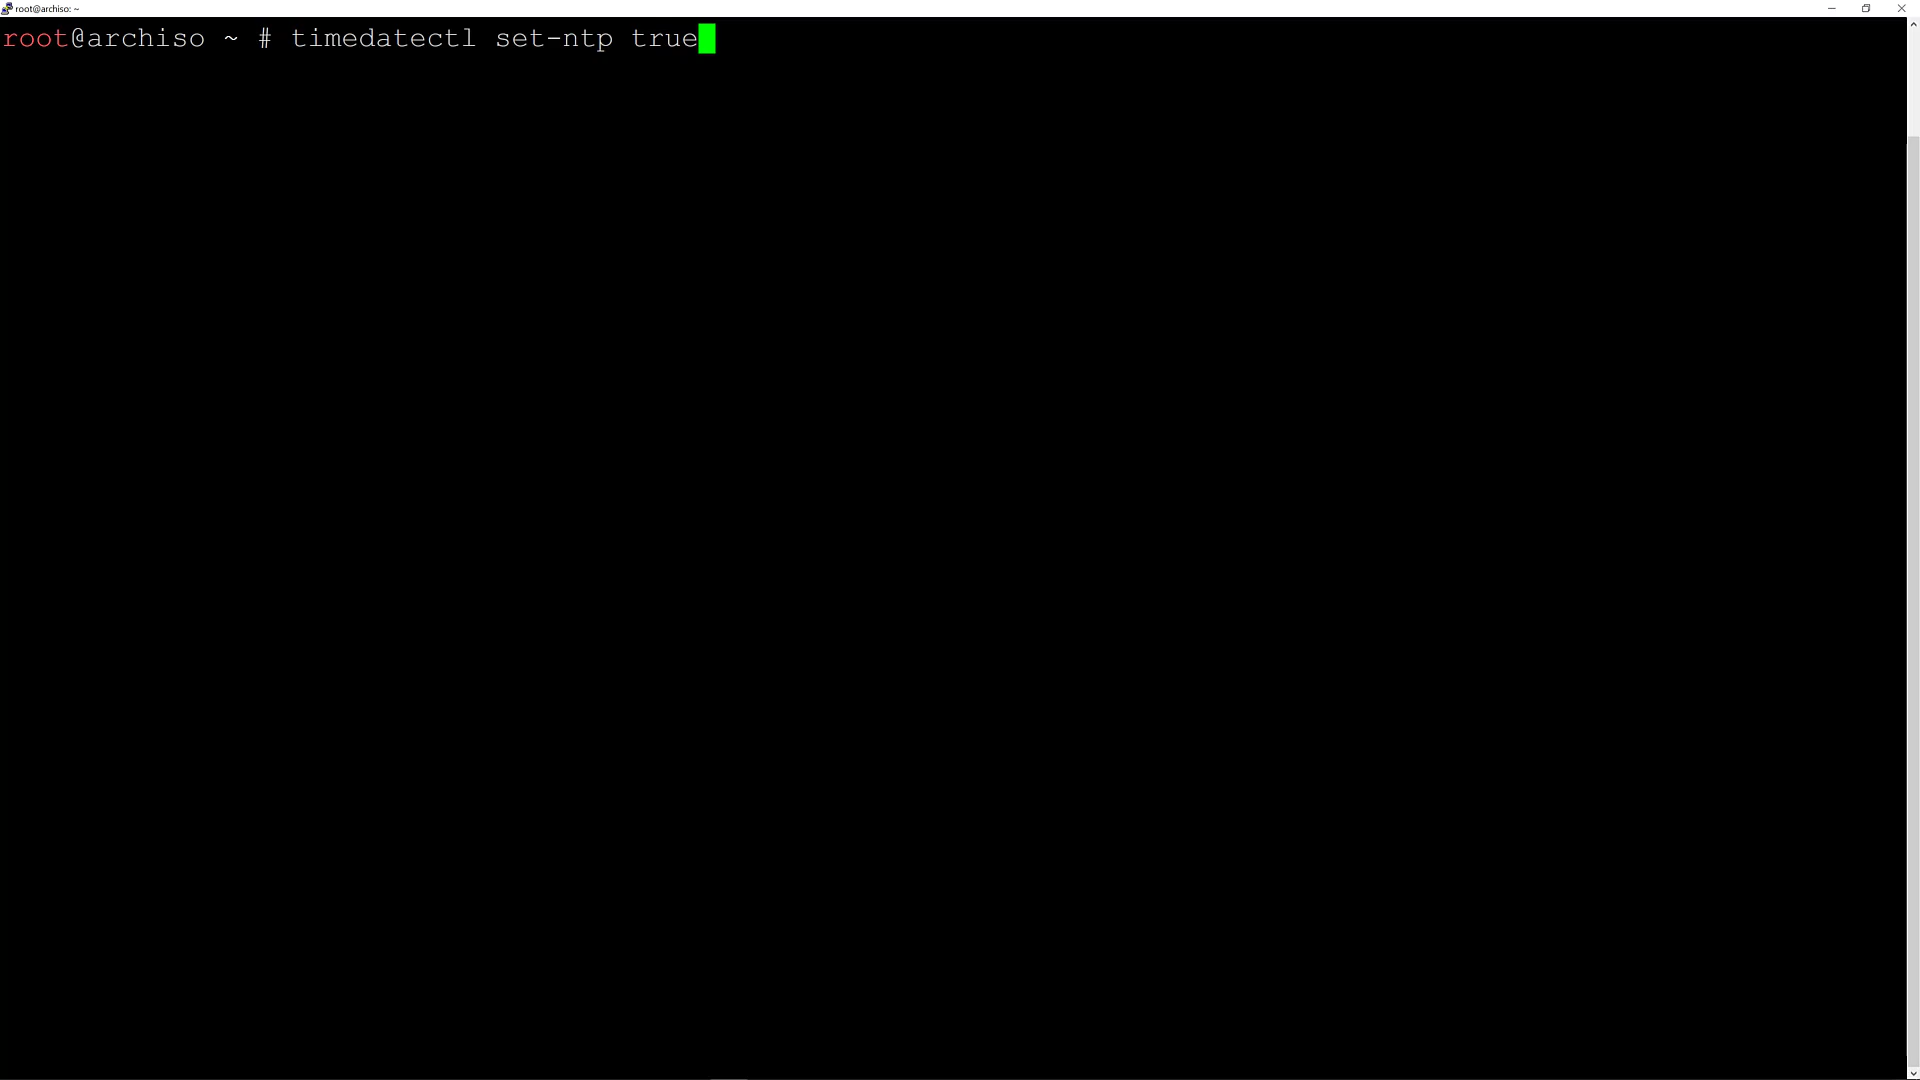 root@archiso: ~
root@archiso ~ # timedatectl set-ntp true